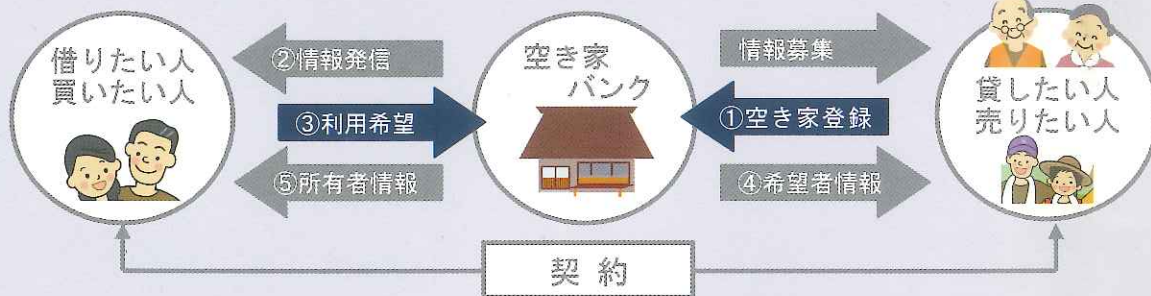 借りたい人
買いたい人
②情報発信
③利用希望
⑤所有者情報
空き家
バンク
情報募集
①空き家登録
④希望者情報
貸したい人
売りたい人
契約